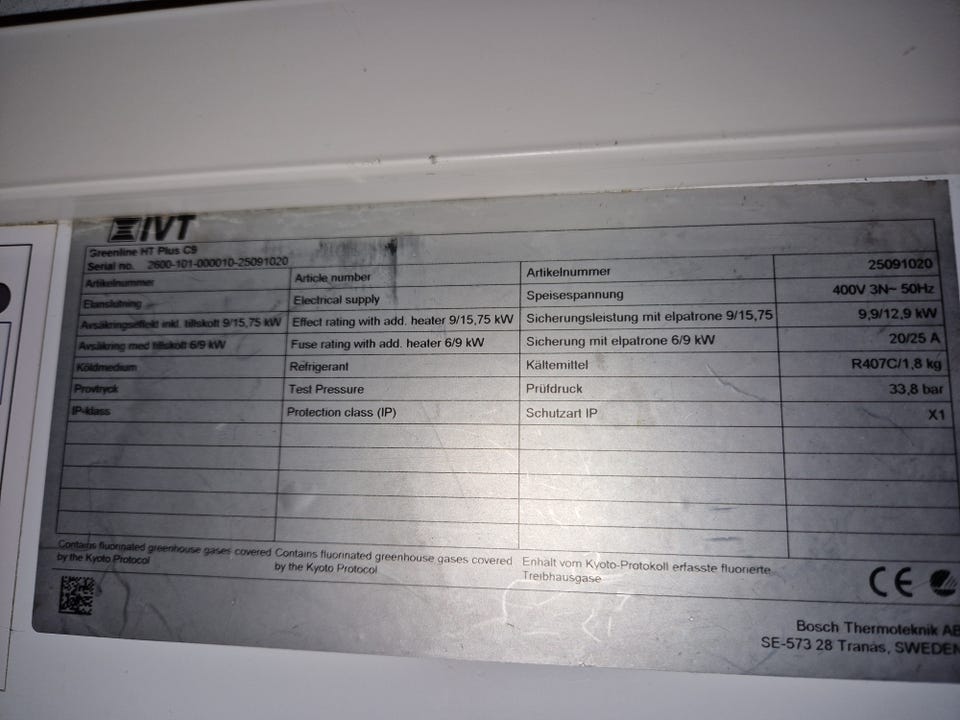 IVT
Greenline HT Plus C9
Serial no. 2600-101-000010-25091020
Artikelnummer Article number Artikelnummer 25091020
Elanslutning Electrical supply Speisespannung 400V 3N~ 50Hz
Avsäkringseffekt inkl. tillskott 9/15,75 kW Effect rating with add. heater 9/15,75 kW Sicherungsleistung mit elpatrone 9/15,75 9,9/12,9 kW
Avsäkring med tillskott 6/9 kW Fuse rating with add. heater 6/9 kW Sicherung mit elpatrone 6/9 kW 20/25 A
Köldmedium Refrigerant Kältemittel R407C/1,8 kg
Provtryck Test Pressure Prüfdruck 33,8 bar
IP-klass Protection class (IP) Schutzart IP X1
Contains fluorinated greenhouse gases covered Contains fluorinated greenhouse gases covered Enhalt vom Kyoto-Protokoll erfasste fluorierte
by the Kyoto Protocol by the Kyoto Protocol Treibhausgase
CE
Bosch Thermoteknik AB
SE-573 28 Tranas, SWEDEN